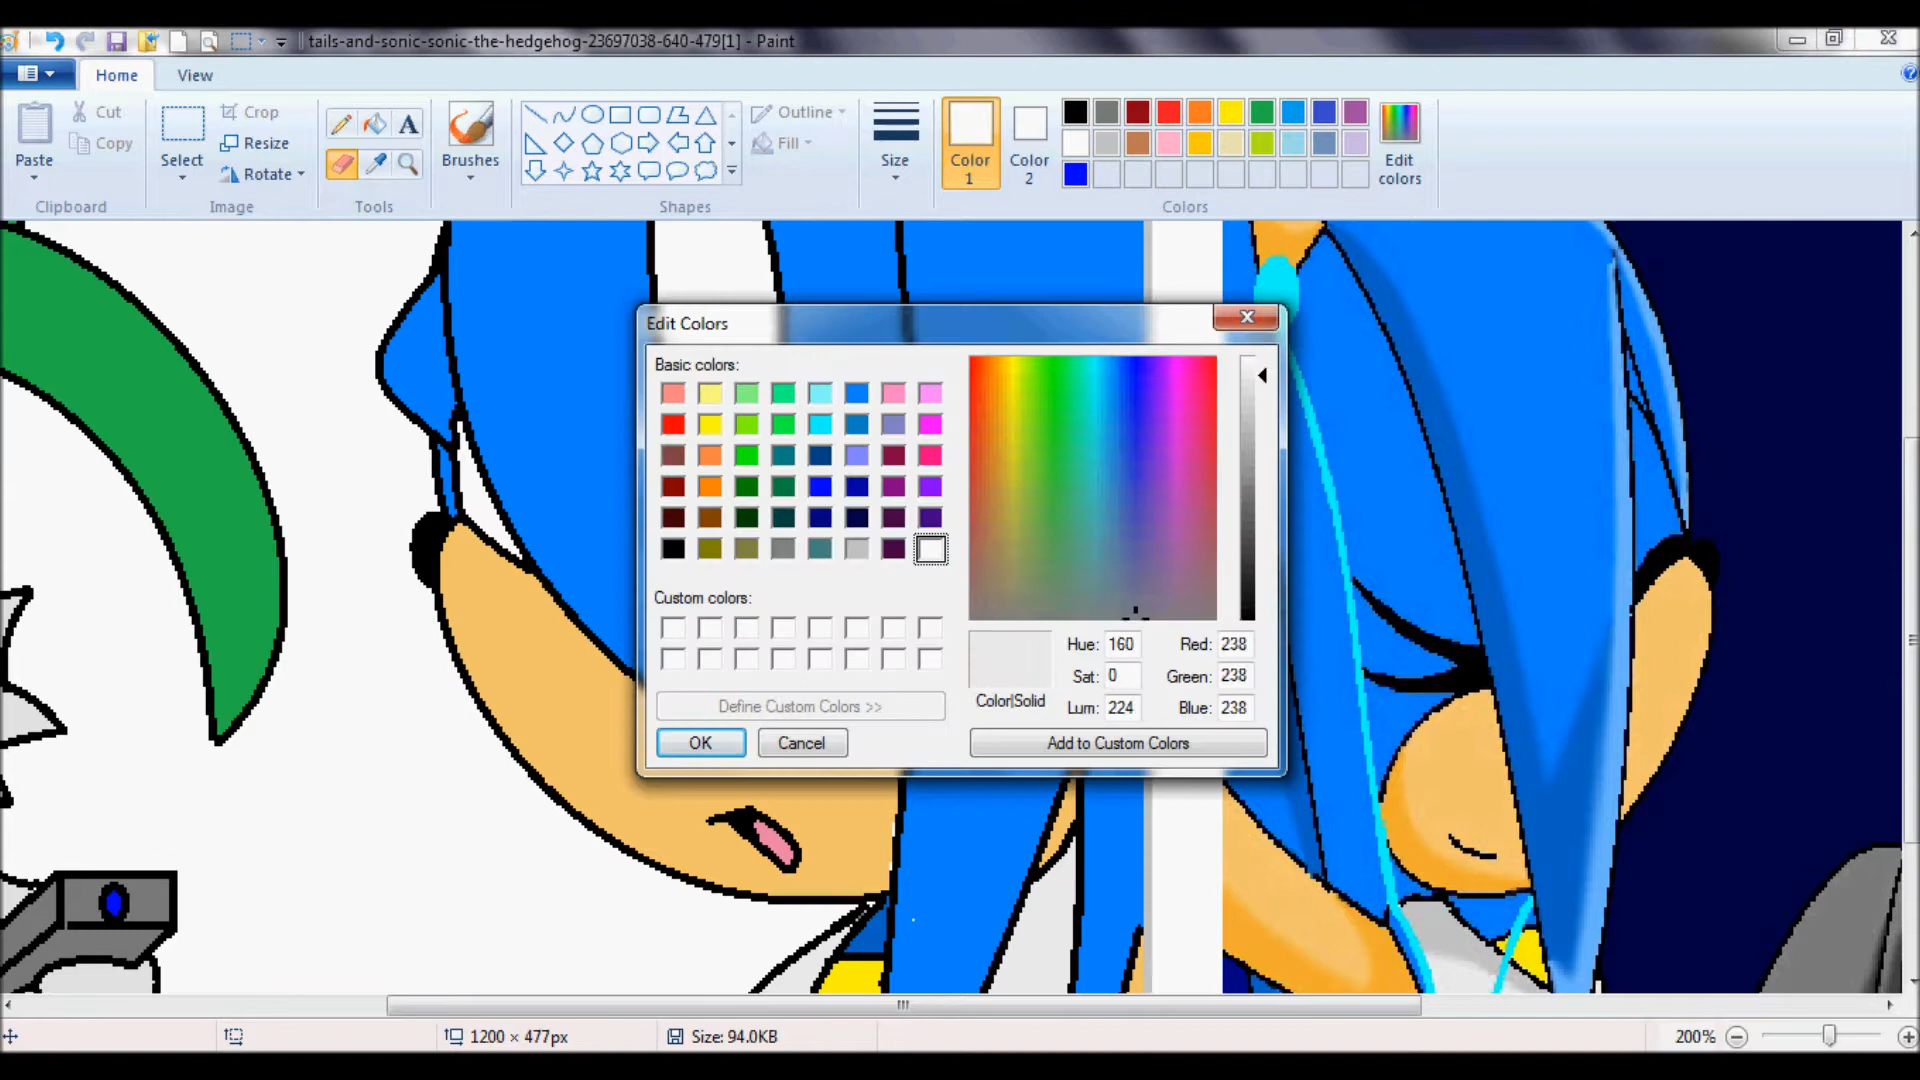 tails-and-sonic-sonic-the-hedgehog-23697038-640-479[1] - Paint
Home View
Paste
Cut
Copy
Clipboard
Select
Crop
Resize
Rotate
Image
A
Tools
Brushes
Outline
Fill
Shapes
Size
Color 1
Color 2
Edit colors
Colors
Edit Colors
Basic colors:
Custom colors:
Define Custom Colors >>
OK Cancel
Color|Solid
Hue: 160 Red: 238
Sat: 0 Green: 238
Lum: 224 Blue: 238
Add to Custom Colors
1200 × 477px Size: 94.0KB 200%